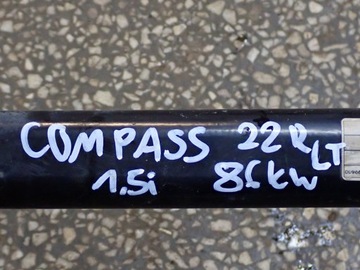 COMPASS 22R LT
1.5i 86kw